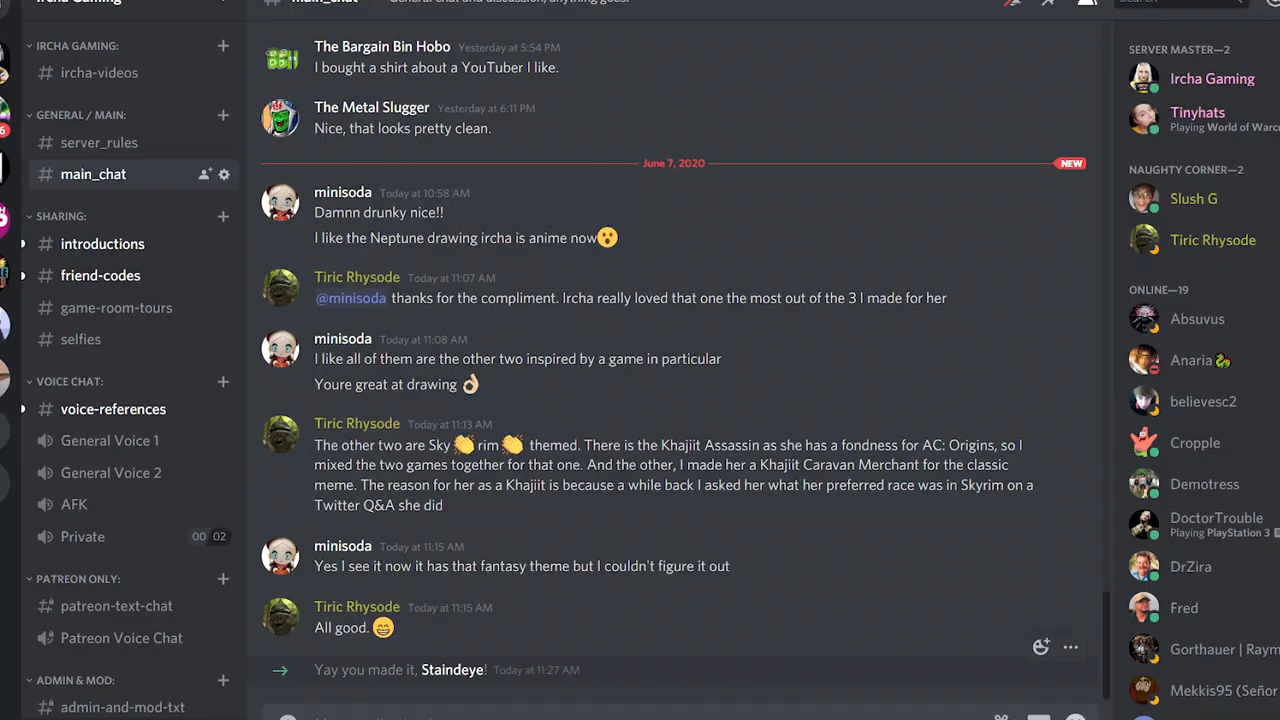 Ircha Gaming
main_chat
General chat and discussion, anything goes!
Search
IRCHA GAMING:
ircha-videos
GENERAL / MAIN:
server_rules
main_chat
SHARING:
introductions
friend-codes
game-room-tours
selfies
VOICE CHAT:
voice-references
General Voice 1
General Voice 2
AFK
Private
00 02
PATREON ONLY:
patreon-text-chat
Patreon Voice Chat
ADMIN & MOD:
admin-and-mod-txt
The Bargain Bin Hobo Yesterday at 5:54 PM
I bought a shirt about a YouTuber I like.
The Metal Slugger Yesterday at 6:11 PM
Nice, that looks pretty clean.
June 7, 2020
NEW
minisoda Today at 10:58 AM
Damnn drunky nice!!
I like the Neptune drawing ircha is anime now😮
Tiric Rhysode Today at 11:07 AM
@minisoda thanks for the compliment. Ircha really loved that one the most out of the 3 I made for her
minisoda Today at 11:08 AM
I like all of them are the other two inspired by a game in particular
Youre great at drawing 👌🏼
Tiric Rhysode Today at 11:13 AM
The other two are Sky 👏 rim 👏 themed. There is the Khajiit Assassin as she has a fondness for AC: Origins, so I
mixed the two games together for that one. And the other, I made her a Khajiit Caravan Merchant for the classic
meme. The reason for her as a Khajiit is because a while back I asked her what her preferred race was in Skyrim on a
Twitter Q&A she did
minisoda Today at 11:15 AM
Yes I see it now it has that fantasy theme but I couldn't figure it out
Tiric Rhysode Today at 11:15 AM
All good. 😁
Yay you made it, Staindeye! Today at 11:27 AM
SERVER MASTER—2
Ircha Gaming
Tinyhats
Playing World of Warc
NAUGHTY CORNER—2
Slush G
Tiric Rhysode
ONLINE—19
Absuvus
Anaria🐉
believesc2
Cropple
Demotress
DoctorTrouble
Playing PlayStation 3
DrZira
Fred
Gorthauer | Raym
Mekkis95 (Señor